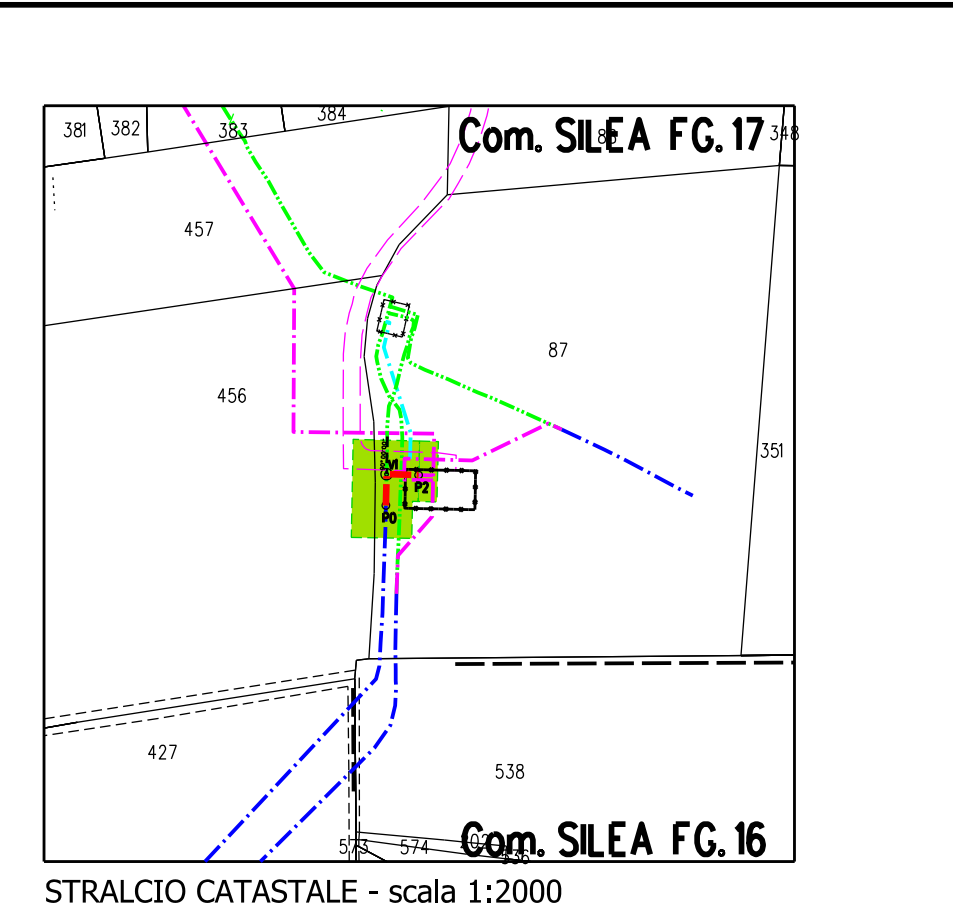 384
381
382
383
Com. SILEA FG. 17
348
457
87
456
351
V1
P2
P0
427
538
Com. SILEA FG. 16
573
574
STRALCIO CATASTALE - scala 1:2000